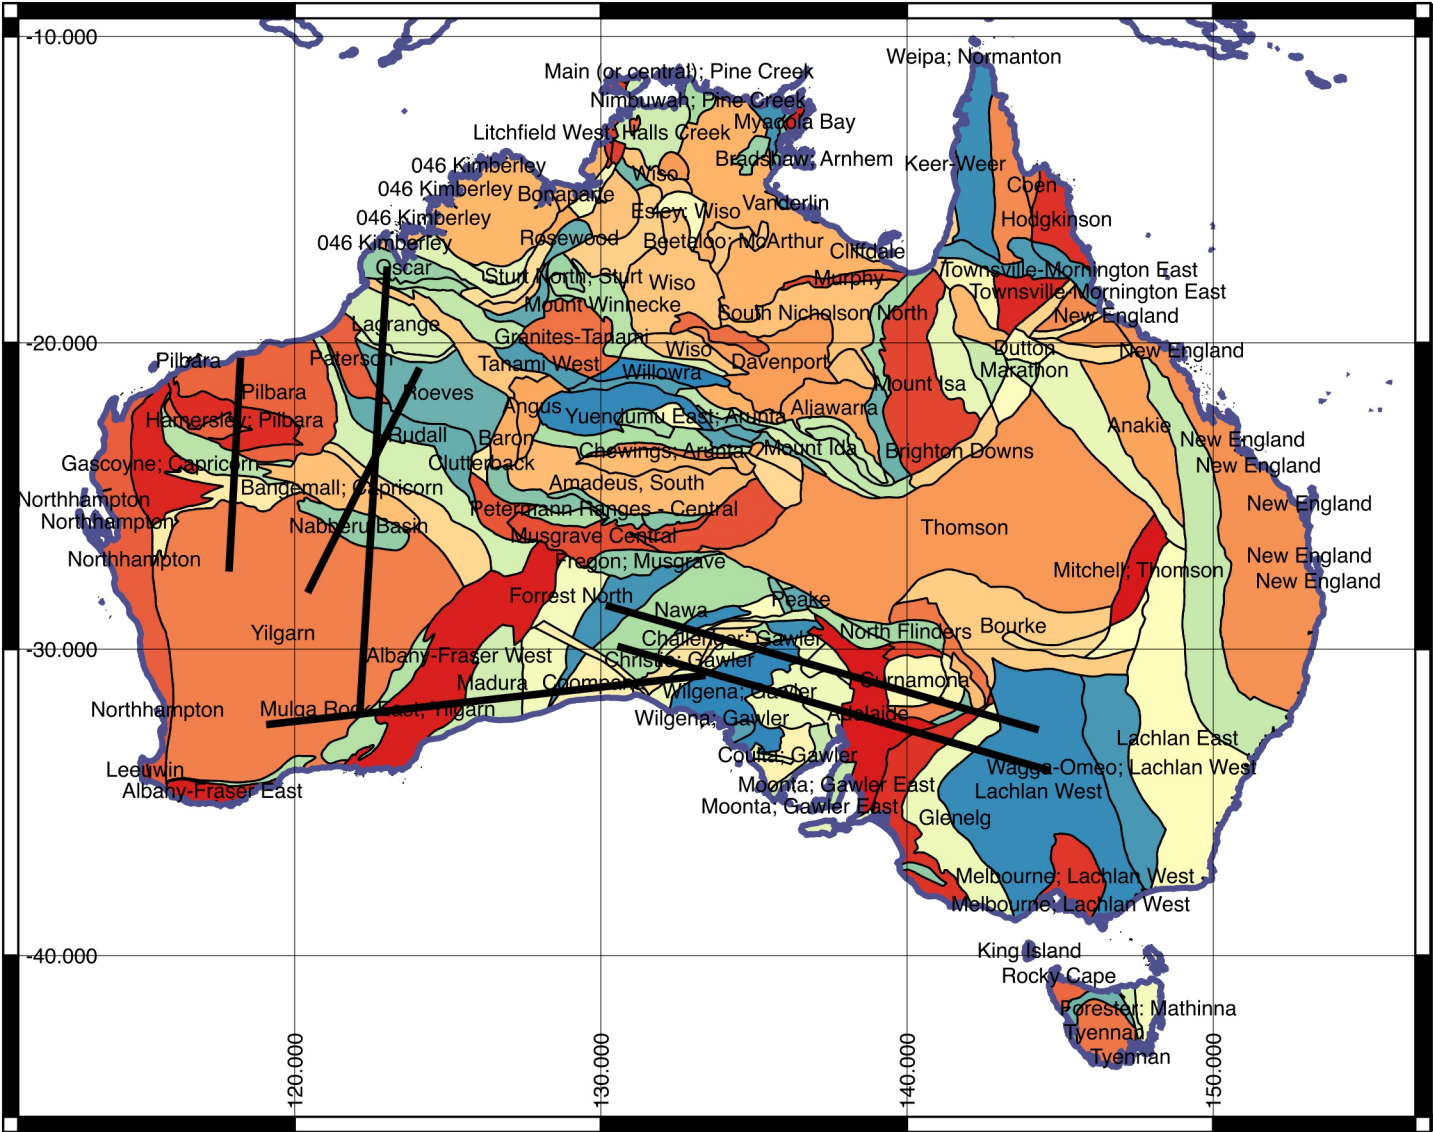 -10.000
Weipa; Normanton
Main (or central); Pine Creek
Nimbuwah; Pine Creek
Myadola Bay
Litchfield West; Halls Creek
Bradshaw; Arnhem
Keer-Weer
046 Kimberley
Wiso
Coen
046 Kimberley
Bonaparte
Vanderlin
Esley; Wiso
046 Kimberley
Hodgkinson
Rosewood
Beetaloo; McArthur
046 Kimberley
Cliffdale
Oscar
Sturt North; Sturt
Wiso
Murphy
Townsville-Mornington East
Townsville-Mornington East
Mount Winnecke
South Nicholson North
New England
Lagrange
Granites-Tanami
-20.000
Wiso
Dutton
New England
Pilbara
Paterson
Tanami West
Davenport
Marathon
Willowra
Mount Isa
Pilbara
Roeves
Angus
Yuendumu East; Arunta
Aljawarra
Hamersley; Pilbara
Anakie
Rudall
Baron
New England
Chewings; Arunta
Mount Ida
Brighton Downs
Gascoyne; Capricorn
Clutterback
New England
Bangemall; Capricorn
Amadeus, South
Northhampton
New England
Petermann Ranges - Central
Northhampton
Nabberu Basin
Thomson
Musgrave Central
Northhampton
Fregon; Musgrave
New England
Mitchell; Thomson
New England
Forrest North
Peake
Nawa
Yilgarn
Challenger; Gawler
North Flinders
Bourke
-30.000
Albany-Fraser West
Christie; Gawler
Madura
Coompana
Curnamona
Wilgena; Gawler
Northhampton
Mulga Rock East; Yilgarn
Wilgena; Gawler
Adelaide
Lachlan East
Coulta; Gawler
Leeuwin
Wagga-Omeo; Lachlan West
Albany-Fraser East
Moonta; Gawler East
Lachlan West
Moonta; Gawler East
Glenelg
Melbourne; Lachlan West
Melbourne; Lachlan West
-40.000
King Island
Rocky Cape
Forester; Mathinna
Tyennan
Tyennan
120.000
130.000
140.000
150.000